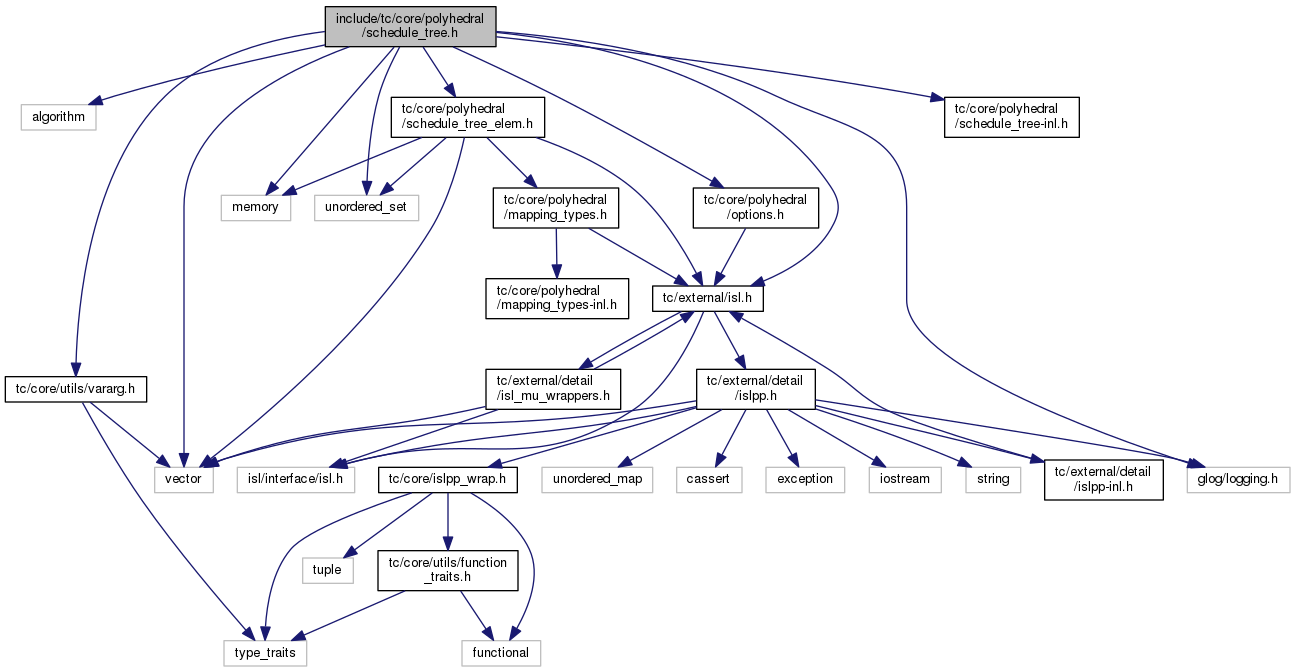 include/tc/core/polyhedral
/schedule_tree.h
algorithm
tc/core/polyhedral
/schedule_tree_elem.h
tc/core/polyhedral
/schedule_tree-inl.h
memory
unordered_set
tc/core/polyhedral
/mapping_types.h
tc/core/polyhedral
/options.h
tc/core/polyhedral
/mapping_types-inl.h
tc/external/isl.h
tc/core/utils/vararg.h
tc/external/detail
/isl_mu_wrappers.h
tc/external/detail
/islpp.h
vector
isl/interface/isl.h
tc/core/islpp_wrap.h
unordered_map
cassert
exception
iostream
string
tc/external/detail
/islpp-inl.h
glog/logging.h
tuple
tc/core/utils/function
_traits.h
type_traits
functional